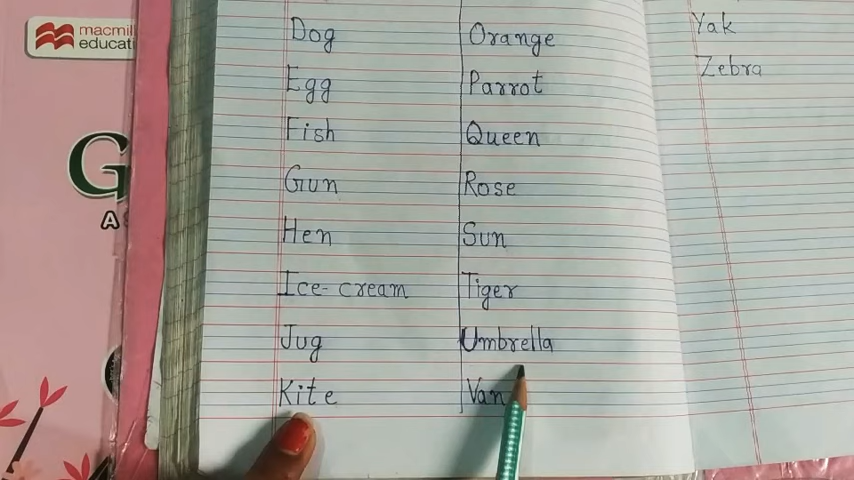 macmil
educati
G
A S
Dog
Egg
Fish
Gun
Hen
Ice-cream
Jug
Kite
Orange
Parrot
Queen
Rose
Sun
Tiger
Umbrella
Van
Yak
Zebra